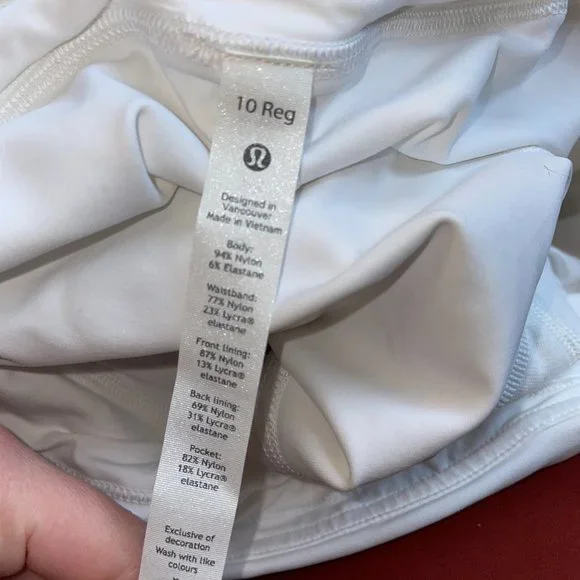 10 Reg
Designed in
Vancouver
Made in Vietnam
Body:
94% Nylon
6% Elastane
Waistband:
77% Nylon
23% Lycra®
elastane
Front lining:
87% Nylon
13% Lycra®
elastane
Back lining:
69% Nylon
31% Lycra®
elastane
Pocket:
82% Nylon
18% Lycra®
elastane
Exclusive of
decoration
Wash with like
colours